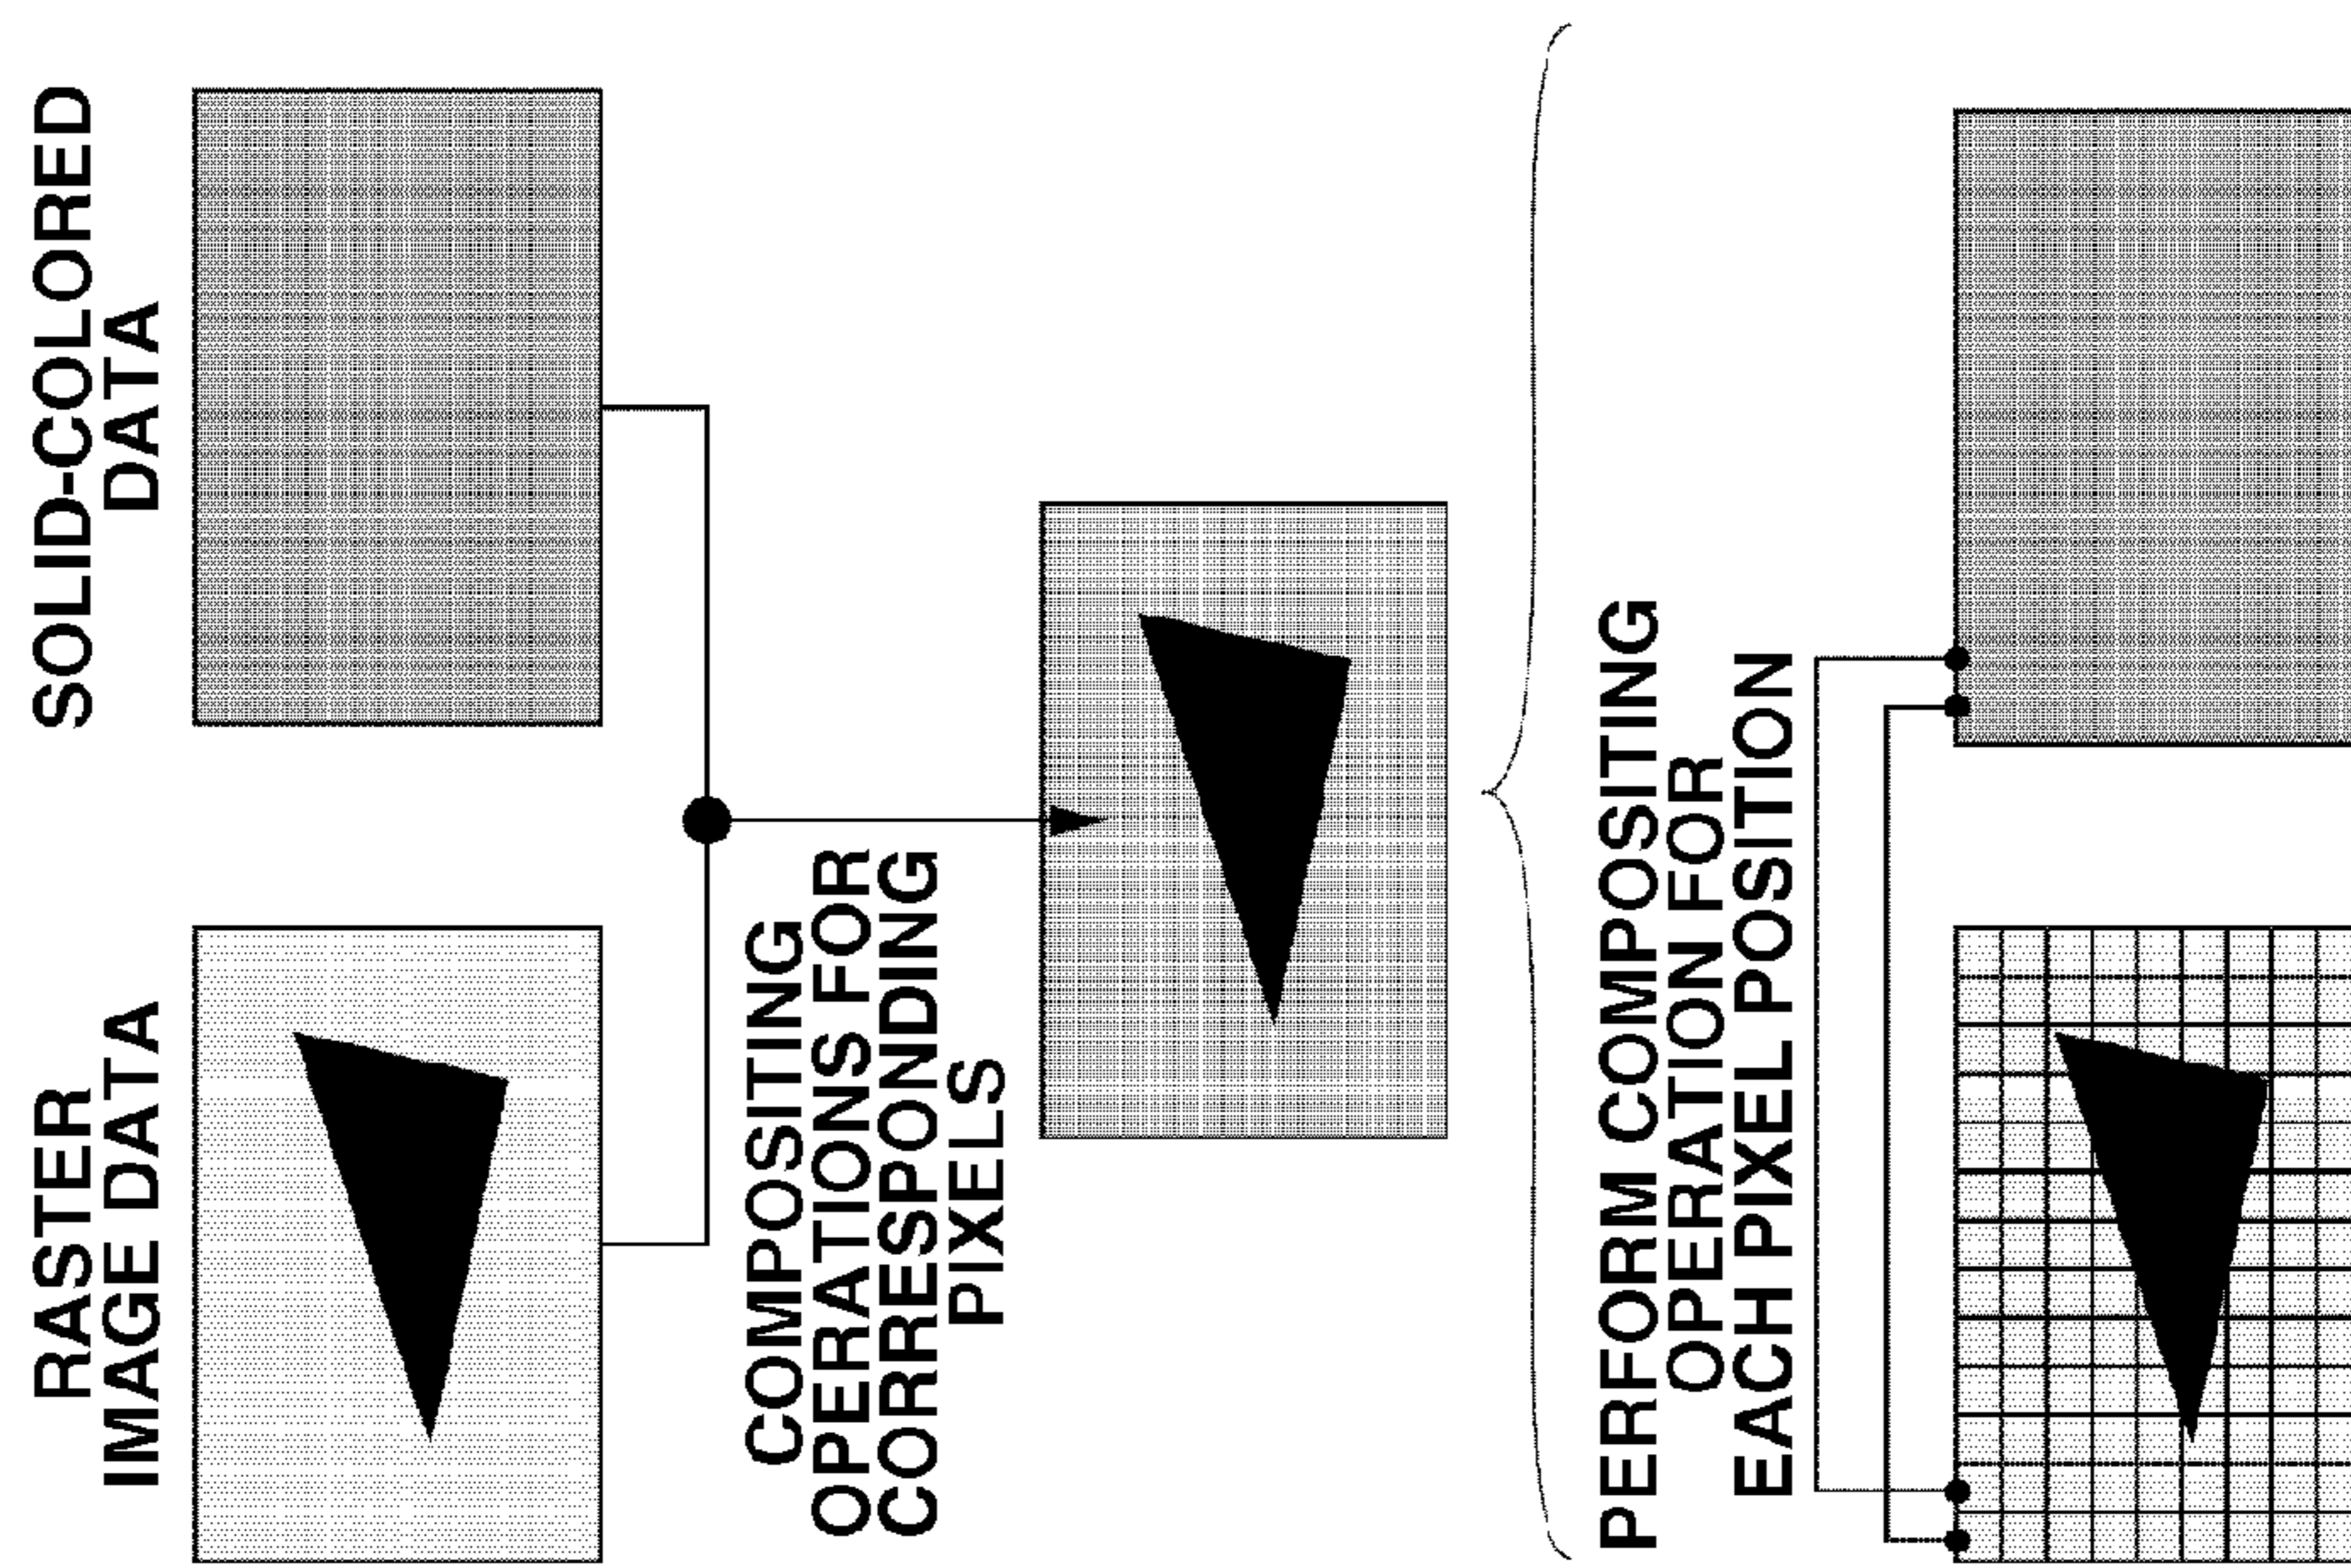 RASTER
IMAGE DATA
SOLID-COLORED
DATA
COMPOSITING
OPERATIONS FOR
CORRESPONDING
PIXELS
PERFORM COMPOSITING
OPERATION FOR
EACH PIXEL POSITION